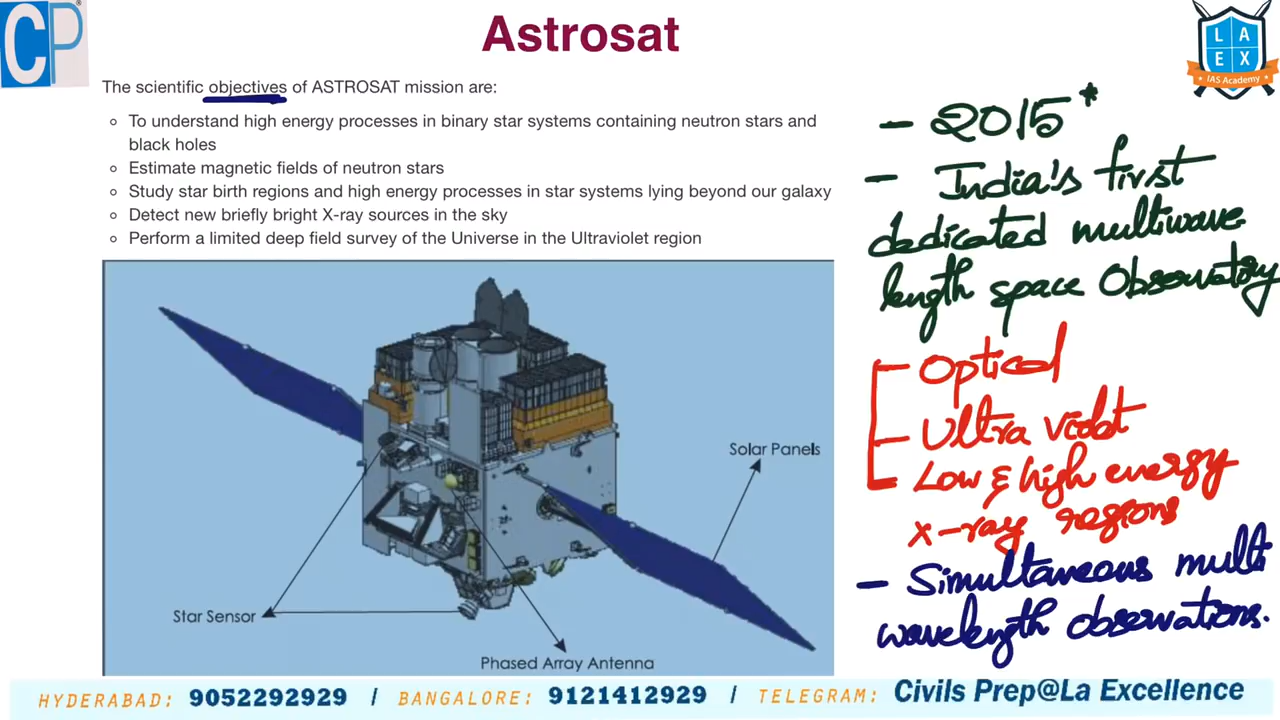 CP
Astrosat
L A
E X
IAS Academy
The scientific objectives of ASTROSAT mission are:
To understand high energy processes in binary star systems containing neutron stars and
black holes
Estimate magnetic fields of neutron stars
Study star birth regions and high energy processes in star systems lying beyond our galaxy
Detect new briefly bright X-ray sources in the sky
Perform a limited deep field survey of the Universe in the Ultraviolet region
Solar Panels
Star Sensor
Phased Array Antenna
- 2015*
- India's first
dedicated multiwave
length space Observatory
Optical
Ultra violet
Low & high energy
x-ray regions
- Simultaneous multi
wavelength observations.
HYDERABAD: 9052292929 / BANGALORE: 9121412929 / TELEGRAM: Civils Prep@La Excellence